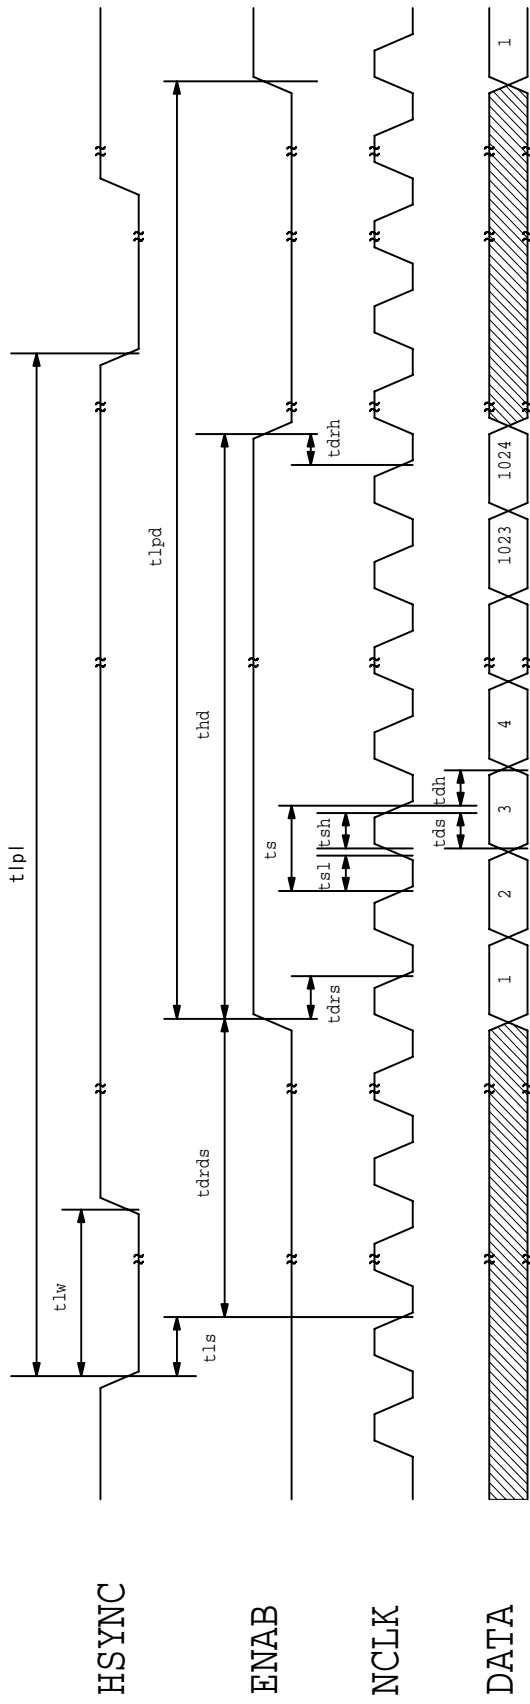 tlpl
tlw
HSYNC
tlpd
tdrds
thd
tls
ENAB
ts
tsl
tsh
tdrs
tdrh
NCLK
tds
tdh
DATA
1
2
3
4
1023
1024
1